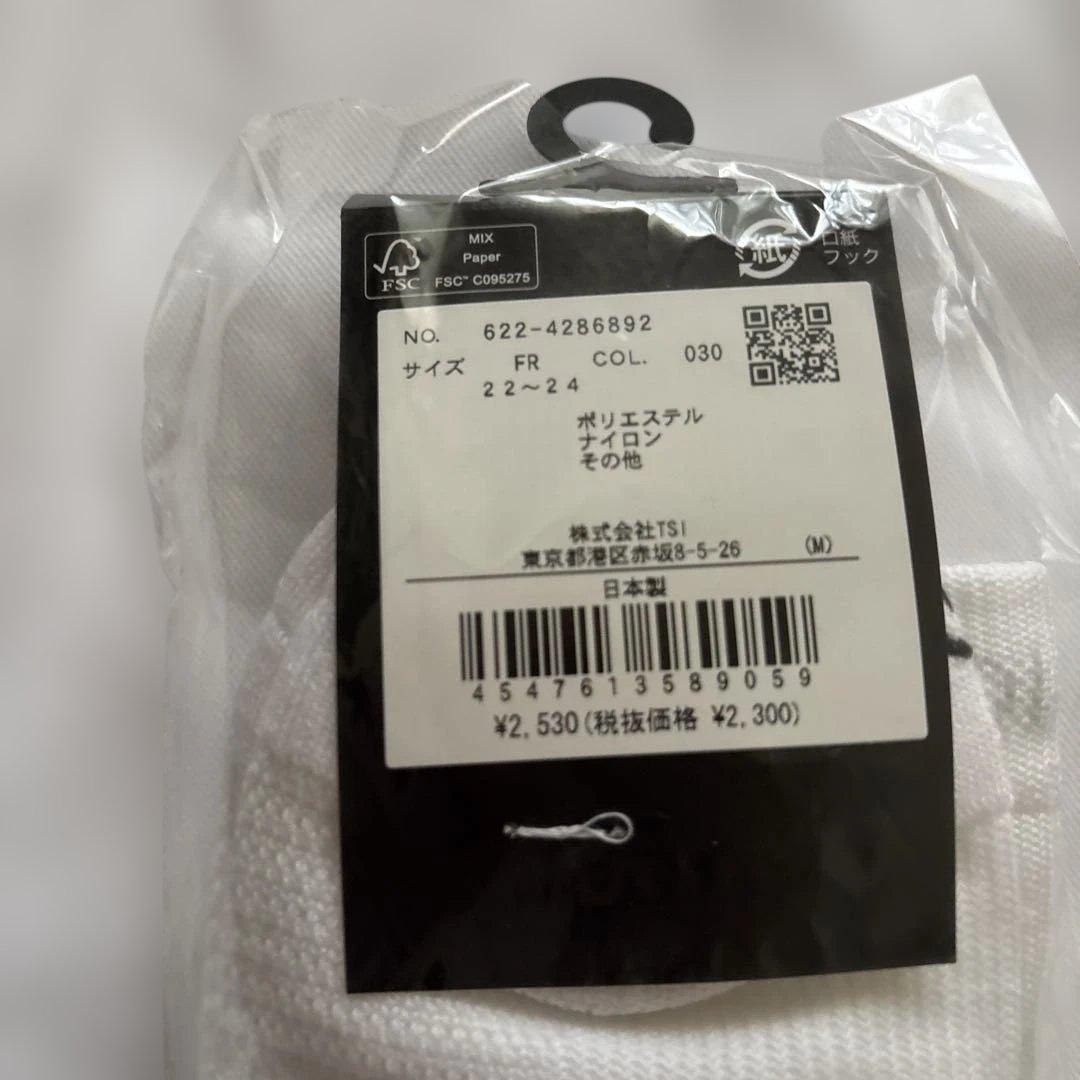 MIX
Paper
FSC FSC™ C095275
紙
口紙
フック
NO. 622-4286892
サイズ FR COL. 030
22～24
ポリエステル
ナイロン
その他
株式会社TSI
東京都港区赤坂8-5-26 (M)
日本製
4547613589059
¥2,530(税抜価格 ¥2,300)